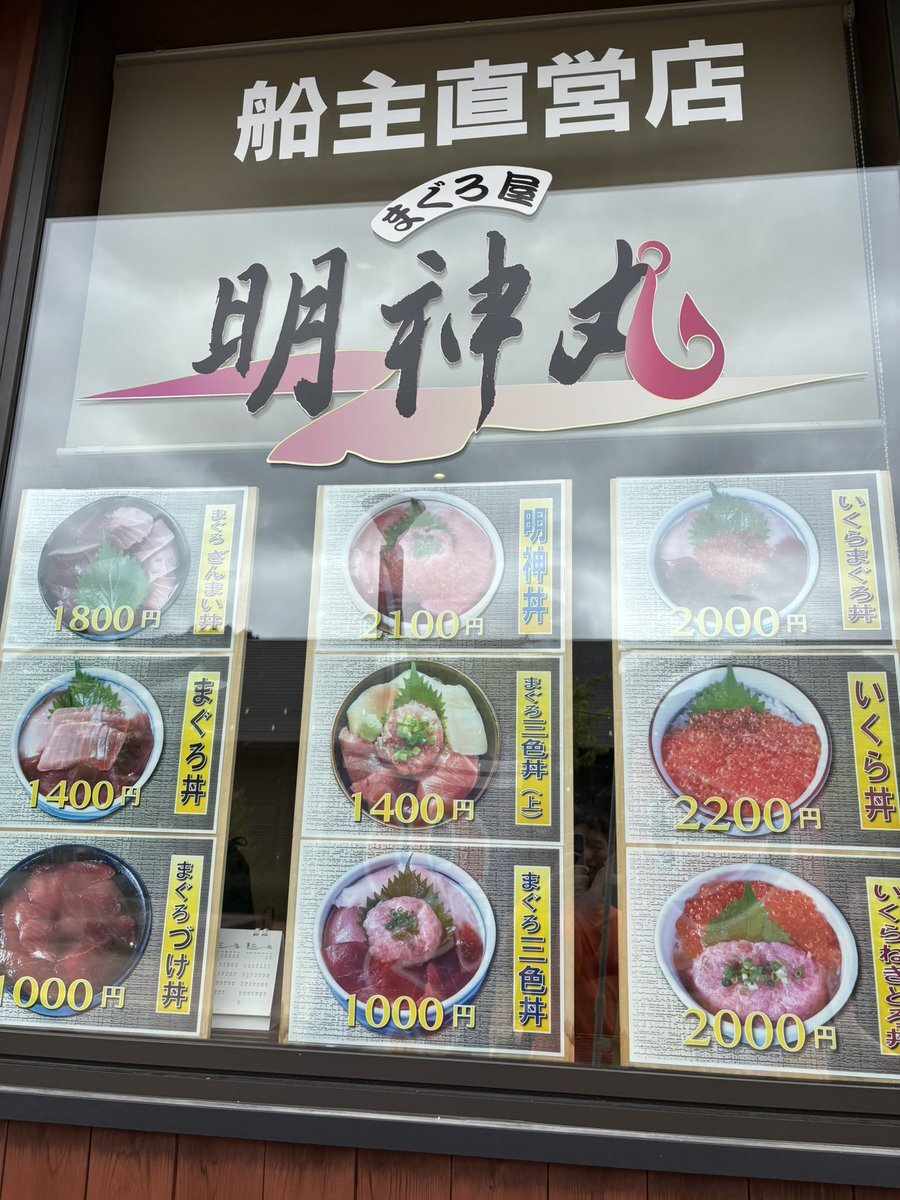 船主直営店
まぐろ屋
明神丸
まぐろ ぎんまい丼
1800円
明神丼
2100円
いくらまぐろ丼
2000円
まぐろ丼
1400円
まぐろ三色丼(上)
1400円
いくら丼
2200円
まぐろづけ丼
1000円
まぐろ三色丼
1000円
いくらねぎとろ丼
2000円